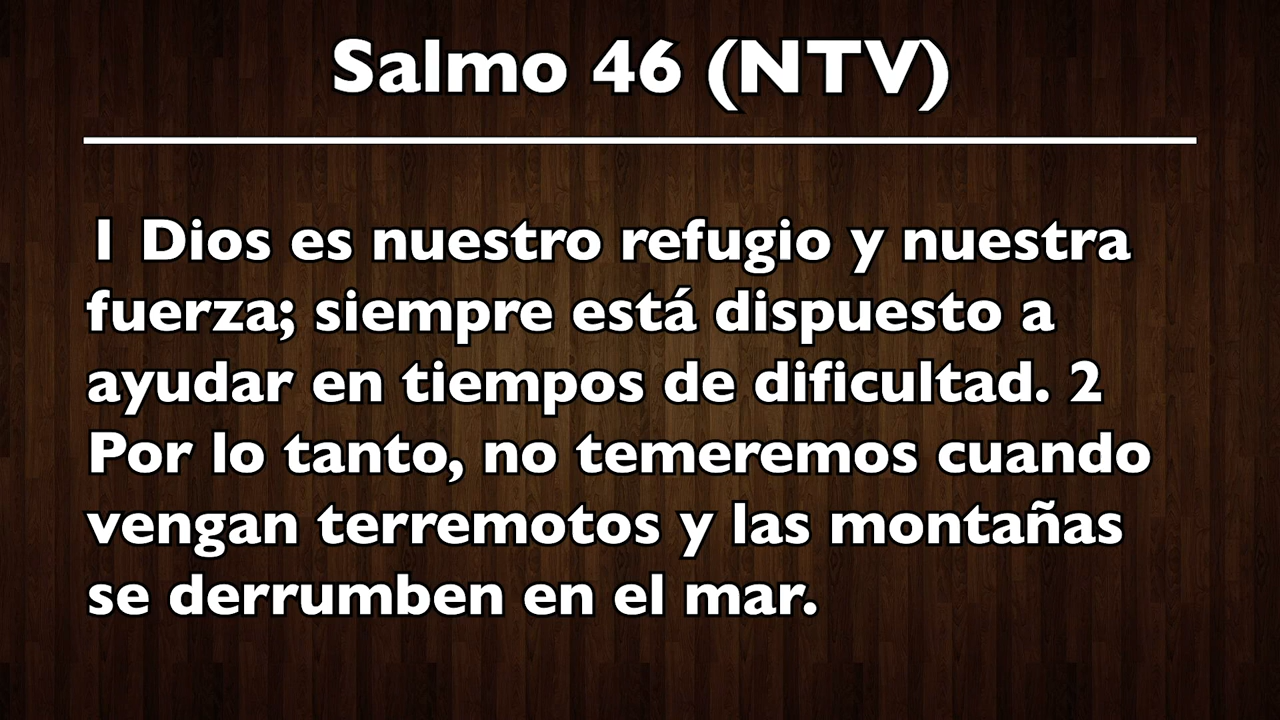 Salmo 46 (NTV)
1 Dios es nuestro refugio y nuestra
fuerza; siempre está dispuesto a
ayudar en tiempos de dificultad. 2
Por lo tanto, no temeremos cuando
vengan terremotos y las montañas
se derrumben en el mar.